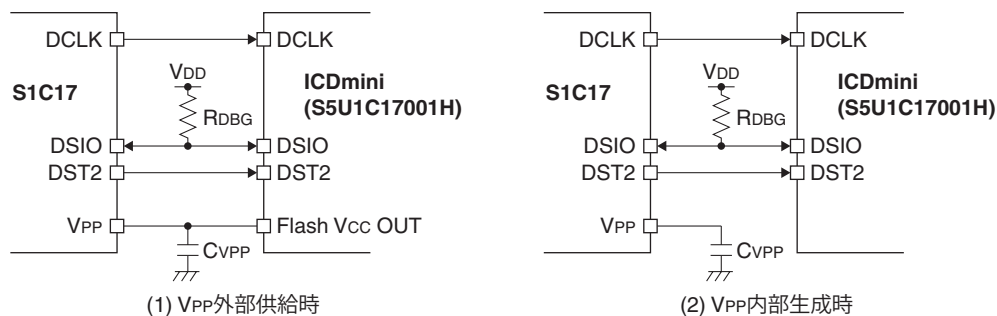 DCLK
DCLK
VDD
S1C17
ICDmini
(S5U1C17001H)
RDBG
DSIO
DSIO
DST2
DST2
VPP
Flash VCC OUT
CVPP
(1) VPP外部供給時
DCLK
DCLK
VDD
S1C17
ICDmini
(S5U1C17001H)
RDBG
DSIO
DSIO
DST2
DST2
VPP
CVPP
(2) VPP内部生成時